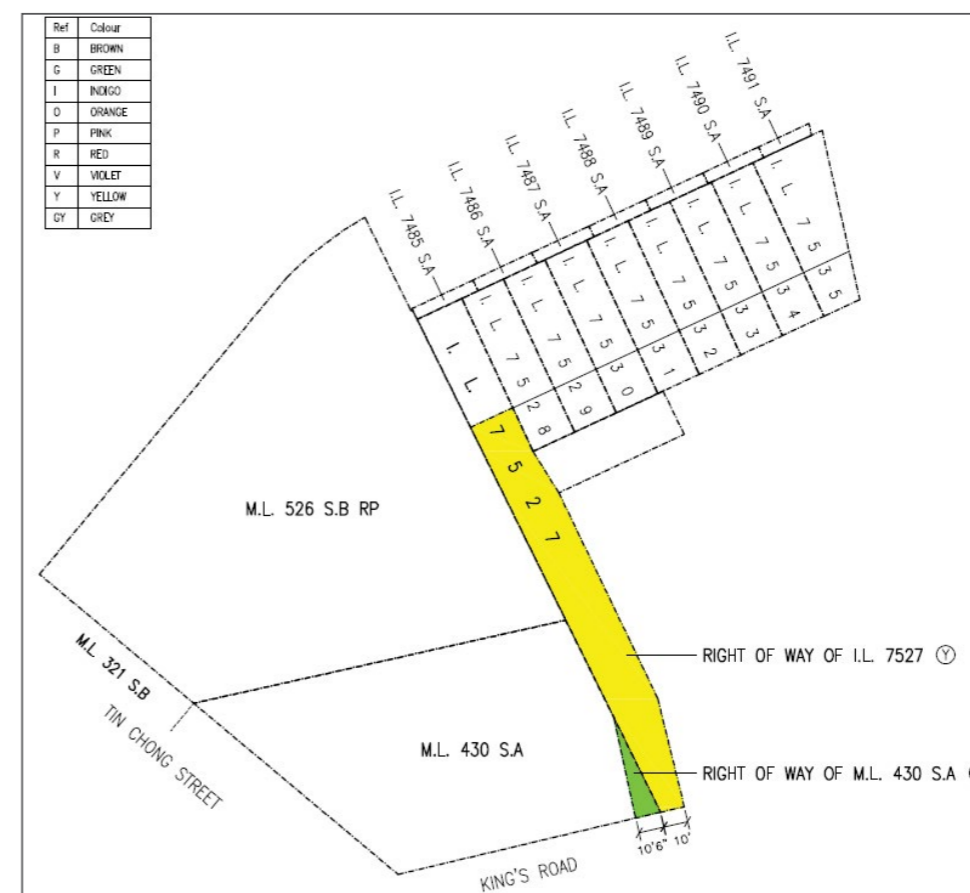 Ref Colour
B BROWN
G GREEN
I INDIGO
O ORANGE
P PINK
R RED
V VIOLET
Y YELLOW
GY GREY
I.L. 7485 S.A
I.L. 7486 S.A
I.L. 7487 S.A
I.L. 7488 S.A
I.L. 7489 S.A
I.L. 7490 S.A
I.L. 7491 S.A
I. L. 7527
I. L. 7528
I. L. 7529
I. L. 7530
I. L. 7531
I. L. 7532
I. L. 7533
I. L. 7534
I. L. 7535
M.L. 526 S.B RP
M.L. 321 S.B
TIN CHONG STREET
RIGHT OF WAY OF I.L. 7527 Ⓨ
M.L. 430 S.A
RIGHT OF WAY OF M.L. 430 S.A
10'6" 10'
KING'S ROAD